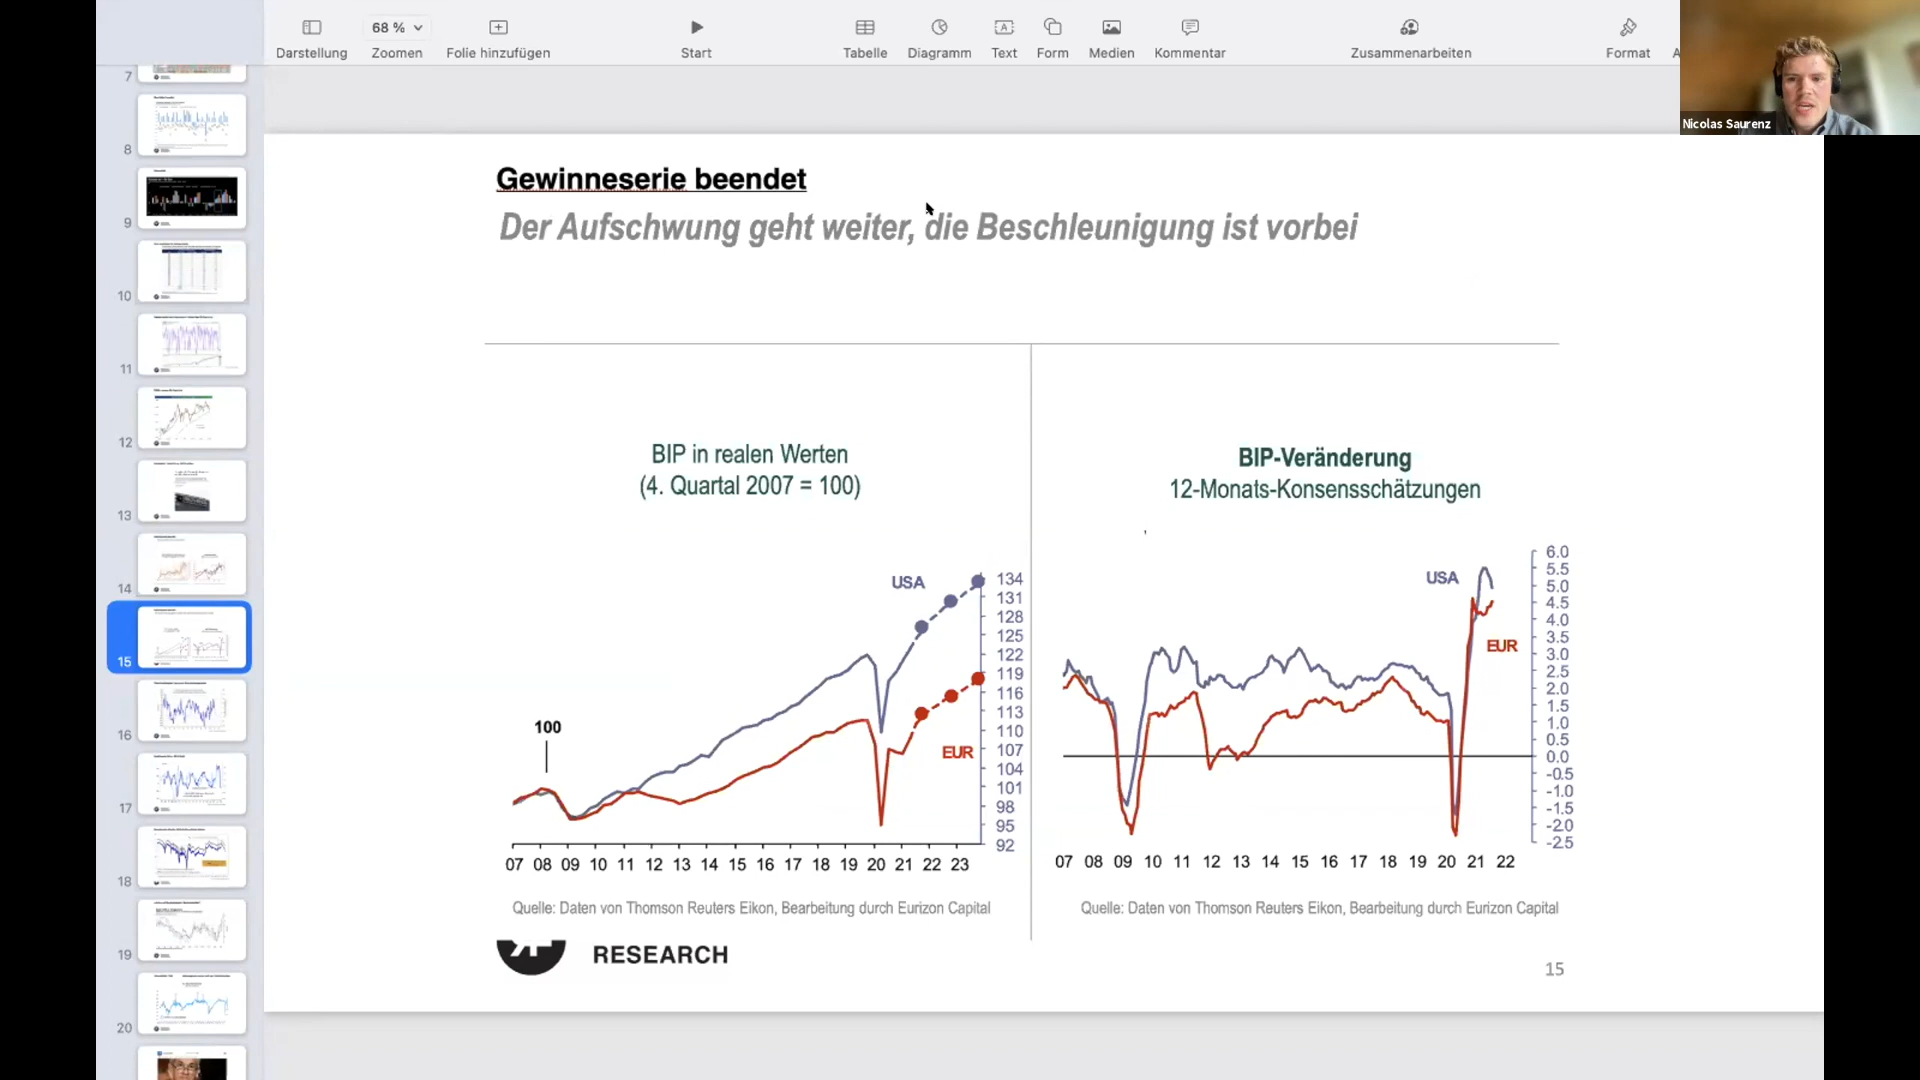 Darstellung
68 %
Zoomen
Folie hinzufügen
Start
Tabelle
Diagramm
Text
Form
Medien
Kommentar
Zusammenarbeiten
Format
A
Nicolas Saurenz
7
8
9
10
11
12
13
14
15
16
17
18
19
20
Gewinneserie beendet
Der Aufschwung geht weiter, die Beschleunigung ist vorbei
BIP in realen Werten
(4. Quartal 2007 = 100)
USA
100
EUR
134
131
128
125
122
119
116
113
110
107
104
101
98
95
92
07 08 09 10 11 12 13 14 15 16 17 18 19 20 21 22 23
Quelle: Daten von Thomson Reuters Eikon, Bearbeitung durch Eurizon Capital
BIP-Veränderung
12-Monats-Konsensschätzungen
USA
EUR
6.0
5.5
5.0
4.5
4.0
3.5
3.0
2.5
2.0
1.5
1.0
0.5
0.0
-0.5
-1.0
-1.5
-2.0
-2.5
07 08 09 10 11 12 13 14 15 16 17 18 19 20 21 22
Quelle: Daten von Thomson Reuters Eikon, Bearbeitung durch Eurizon Capital
RESEARCH
15